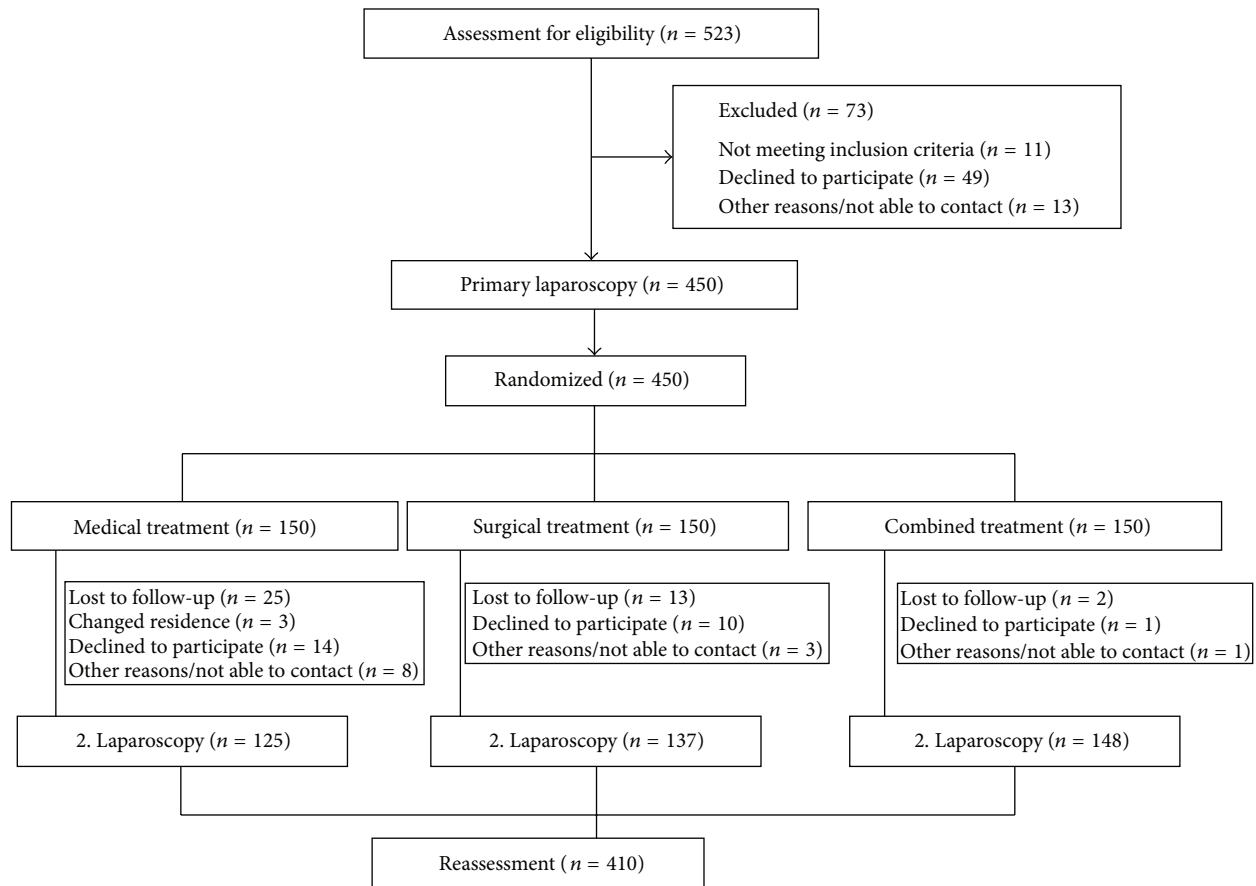 Assessment for eligibility (n = 523)
Excluded (n = 73)
Not meeting inclusion criteria (n = 11)
Declined to participate (n = 49)
Other reasons/not able to contact (n = 13)
Primary laparoscopy (n = 450)
Randomized (n = 450)
Medical treatment (n = 150)
Surgical treatment (n = 150)
Combined treatment (n = 150)
Lost to follow-up (n = 25)
Changed residence (n = 3)
Declined to participate (n = 14)
Other reasons/not able to contact (n = 8)
Lost to follow-up (n = 13)
Declined to participate (n = 10)
Other reasons/not able to contact (n = 3)
Lost to follow-up (n = 2)
Declined to participate (n = 1)
Other reasons/not able to contact (n = 1)
2. Laparoscopy (n = 125)
2. Laparoscopy (n = 137)
2. Laparoscopy (n = 148)
Reassessment (n = 410)